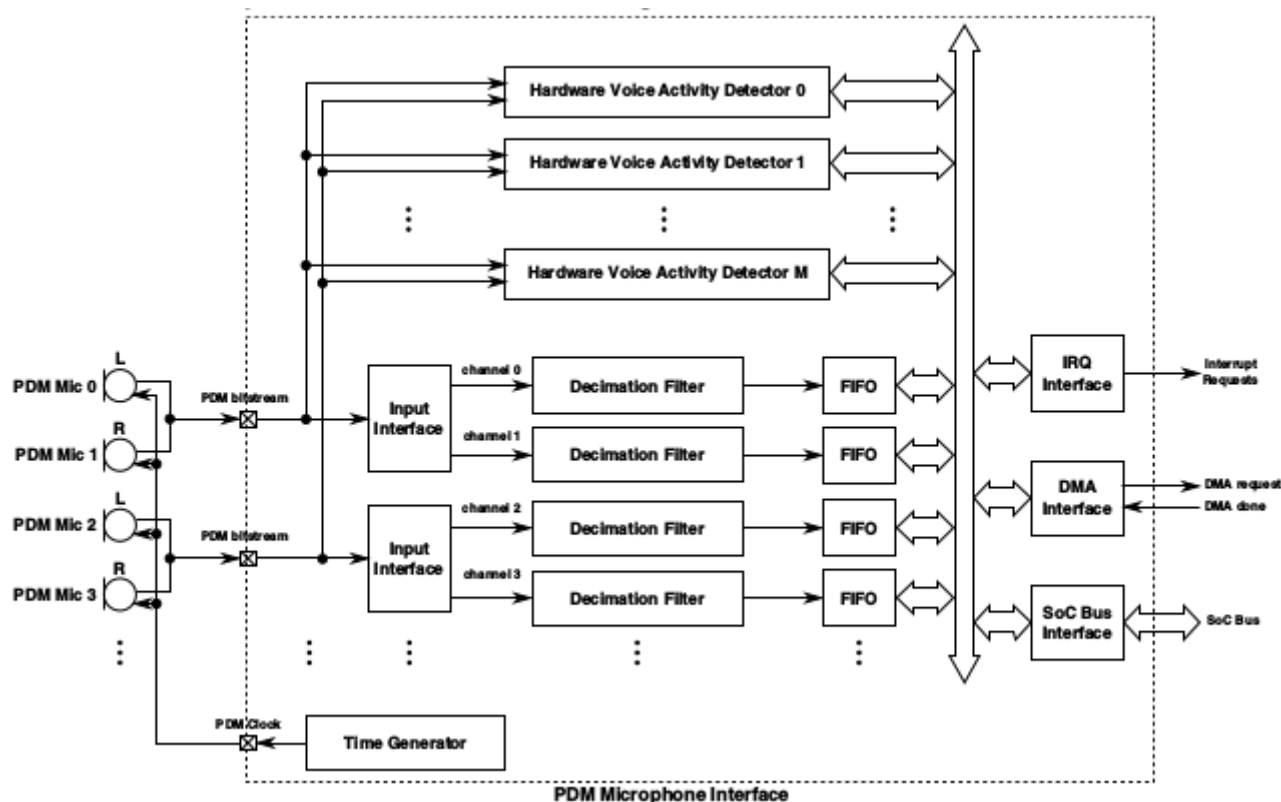 Hardware Voice Activity Detector 0
Hardware Voice Activity Detector 1
Hardware Voice Activity Detector M
L
PDM Mic 0
R
PDM Mic 1
L
PDM Mic 2
R
PDM Mic 3
PDM bitstream
PDM bitstream
PDM Clock
Input
Interface
Input
Interface
channel 0
channel 1
channel 2
channel 3
Decimation Filter
Decimation Filter
Decimation Filter
Decimation Filter
FIFO
FIFO
FIFO
FIFO
IRQ
Interface
Interrupt
Requests
DMA
Interface
DMA request
DMA done
SoC Bus
Interface
SoC Bus
Time Generator
PDM Microphone Interface